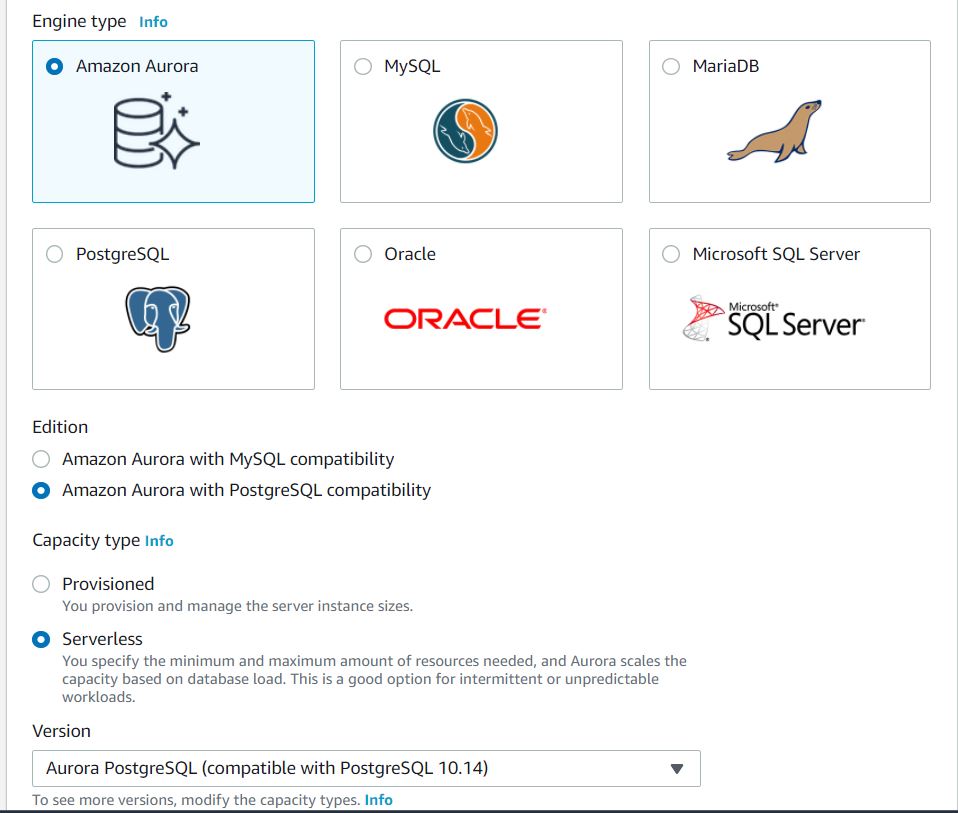 Engine type Info
Amazon Aurora
MySQL
MariaDB
PostgreSQL
Oracle
Microsoft SQL Server
ORACLE®
Microsoft®
SQL Server®
Edition
Amazon Aurora with MySQL compatibility
Amazon Aurora with PostgreSQL compatibility
Capacity type Info
Provisioned
You provision and manage the server instance sizes.
Serverless
You specify the minimum and maximum amount of resources needed, and Aurora scales the
capacity based on database load. This is a good option for intermittent or unpredictable
workloads.
Version
Aurora PostgreSQL (compatible with PostgreSQL 10.14)
To see more versions, modify the capacity types. Info